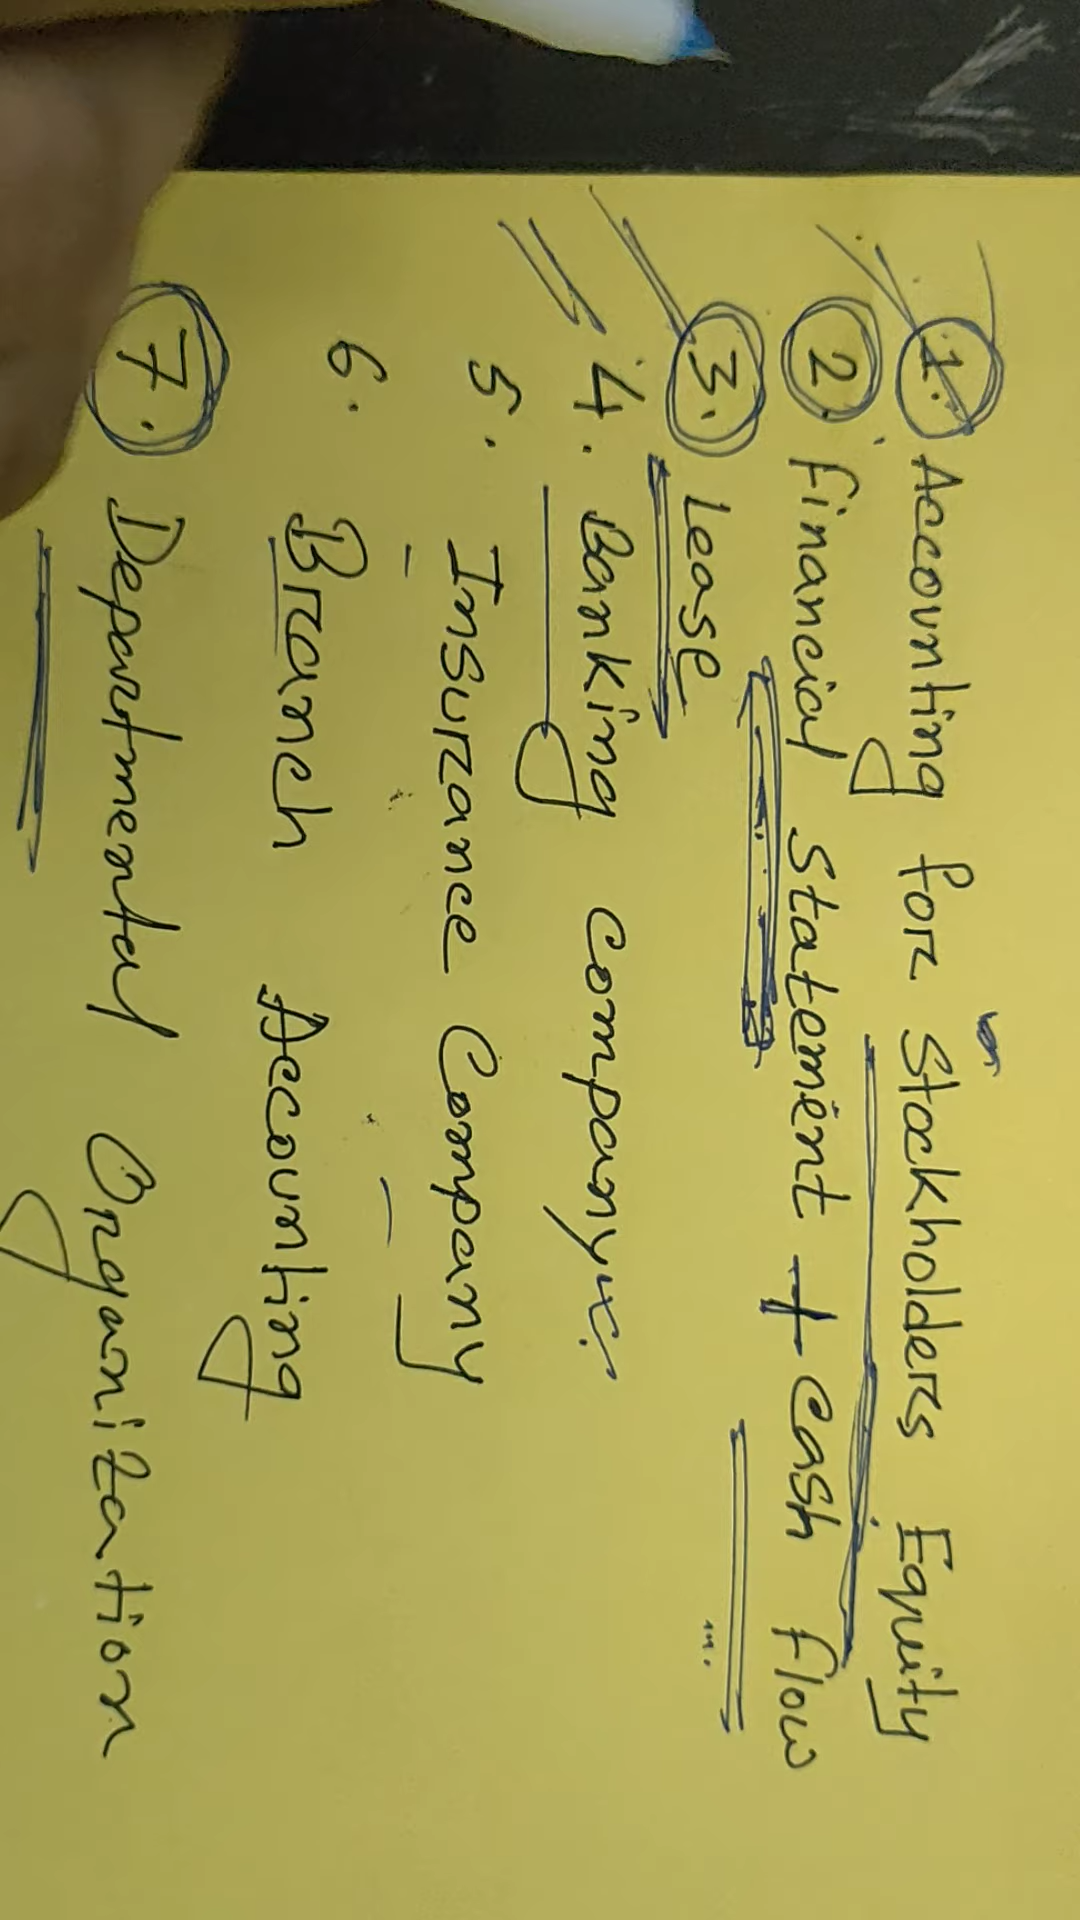 1. Accounting for Stockholders Equity
2. Financial Statement + cash flow
3. Lease
4. Banking company
5. Insurance Company
6. Branch Accounting
7. Departmental Organization